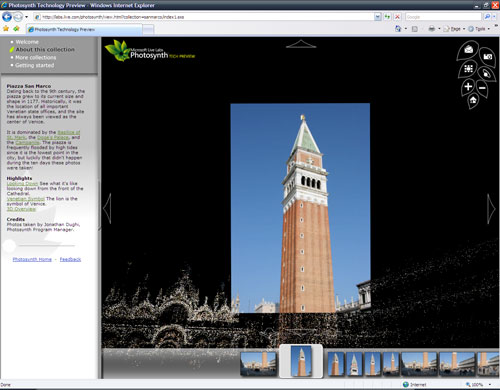 Photosynth Technology Preview - Windows Internet Explorer
http://labs.live.com/photosynth/view.html?collection=sanmarco/index1.sxs
Photosynth Technology Preview
Page
Tools
Welcome
About this collection
More collections
Getting started
Microsoft Live Labs
Photosynth TECH PREVIEW
Piazza San Marco
Dating back to the 9th century, the
piazza grew to its current size and
shape in 1177. Historically, it was
the location of all important
Venetian state offices, and the site
has always been viewed as the
center of Venice.
It is dominated by the Basilica of
St. Mark, the Doge's Palace, and
the Campanile. The piazza is
frequently flooded by high tides
since it is the lowest point in the
city, but luckily that didn't happen
during the ten days these photos
were taken!
Highlights
Looking Down See what it's like
looking down from the front of the
Cathedral.
Venetian Symbol The lion is the
symbol of Venice.
3D Overview
Credits
Photos taken by Jonathan Dughi,
Photosynth Program Manager.
Photosynth Home - Feedback
Done
Internet
100%